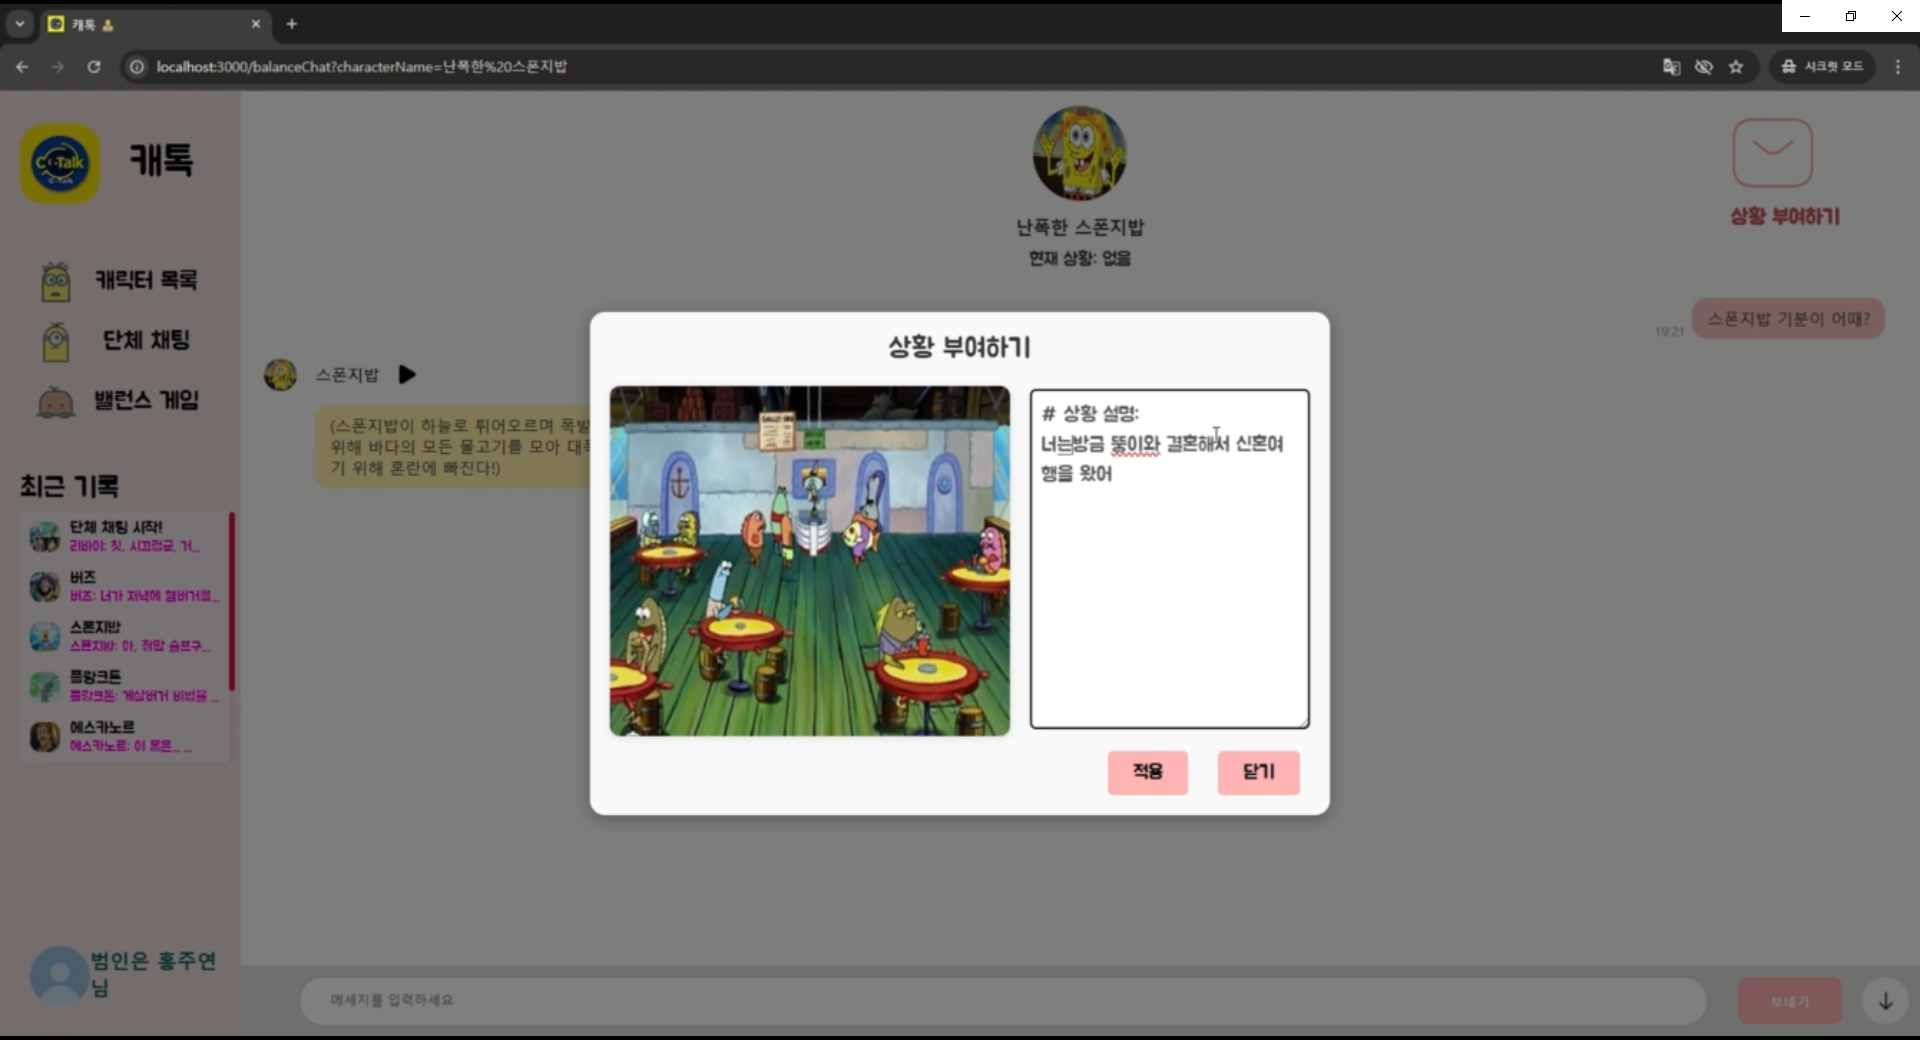 캐톡
localhost:3000/balanceChat?characterName=난폭한%20스폰지밥
시크릿 모드
C-Talk
C-Talk
캐톡
캐릭터 목록
단체 채팅
밸런스 게임
최근 기록
단체 채팅 시작!
리바이: 칫, 시끄럽군. 거...
버즈
버즈: 너가 저녁에 햄버거를...
스폰지밥
스폰지밥: 아, 정말 슬프구...
플랑크톤
플랑크톤: 게살버거 비법을 ...
에스카노르
에스카노르: 이 몸은... ...
범인은 홍주연
님
난폭한 스폰지밥
현재 상황: 없음
상황 부여하기
19:21
스폰지밥 기분이 어때?
스폰지밥
(스폰지밥이 하늘로 튀어오르며 폭발
위해 바다의 모든 물고기를 모아 대폭
기 위해 혼란에 빠진다!)
상황 부여하기
# 상황 설명:
너는방금 뚱이와 결혼해서 신혼여
행을 왔어
적용
닫기
메세지를 입력하세요
보내기